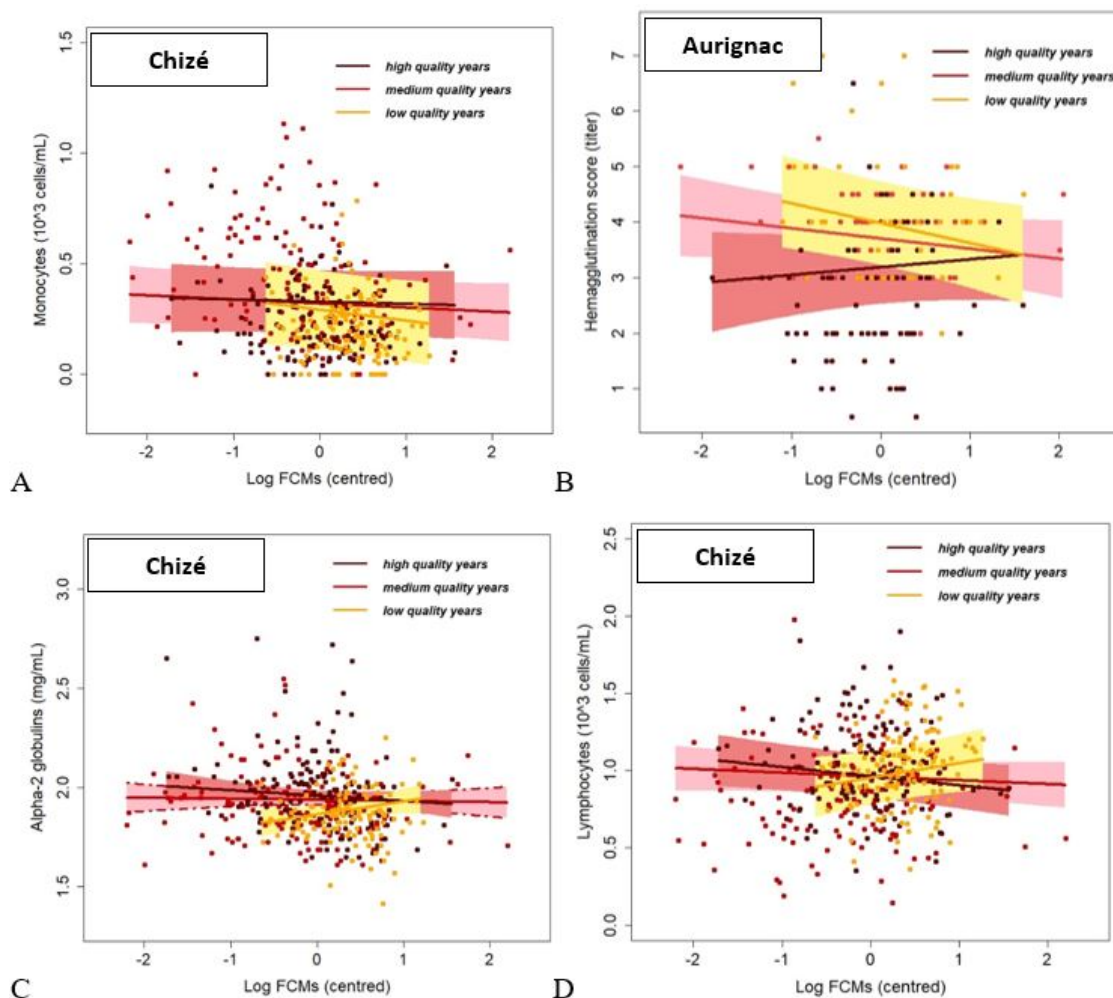 Chizé
high quality years
medium quality years
low quality years
Monocytes (10^3 cells/mL)
0.0
0.5
1.0
1.5
-2
-1
0
1
2
Log FCMs (centred)
A
Aurignac
high quality years
medium quality years
low quality years
Hemagglutination score (titer)
1
2
3
4
5
6
7
-2
-1
0
1
2
Log FCMs (centred)
B
Chizé
high quality years
medium quality years
low quality years
Alpha-2 globulins (mg/mL)
1.5
2.0
2.5
3.0
-2
-1
0
1
2
Log FCMs (centred)
C
Chizé
high quality years
medium quality years
low quality years
Lymphocytes (10^3 cells/mL)
0.0
0.5
1.0
1.5
2.0
2.5
-2
-1
0
1
2
Log FCMs (centred)
D